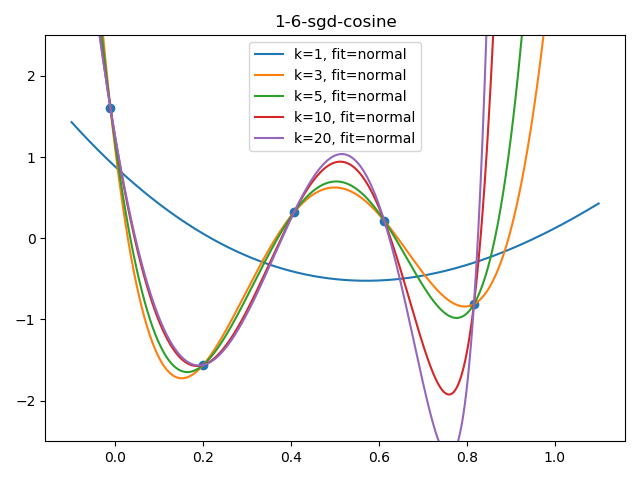 1-6-sgd-cosine
k=1, fit=normal
k=3, fit=normal
k=5, fit=normal
k=10, fit=normal
k=20, fit=normal
2
1
0
−1
−2
0.0 0.2 0.4 0.6 0.8 1.0